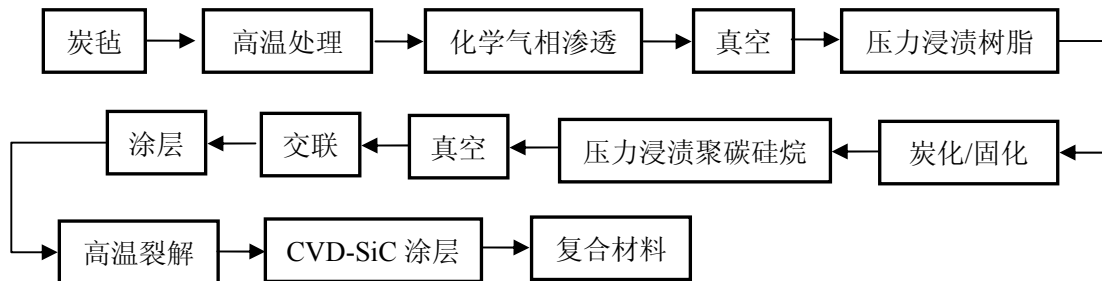 炭毡 高温处理 化学气相渗透 真空 压力浸渍树脂
涂层 交联 真空 压力浸渍聚碳硅烷 炭化/固化
高温裂解 CVD-SiC 涂层 复合材料